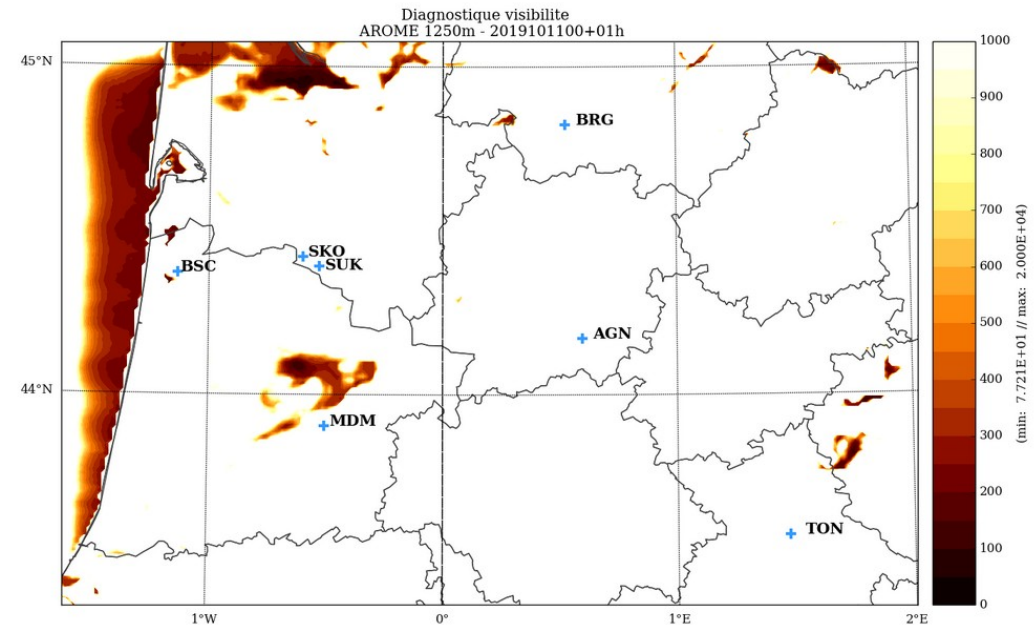 Diagnostique visibilite
AROME 1250m - 2019101100+01h
45°N
44°N
BRG
SKO
SUK
BSC
AGN
MDM
TON
1°W
0°
1°E
2°E
1000
900
800
700
600
500
400
300
200
100
0
(min: 7.721E+01 // max: 2.000E+04)